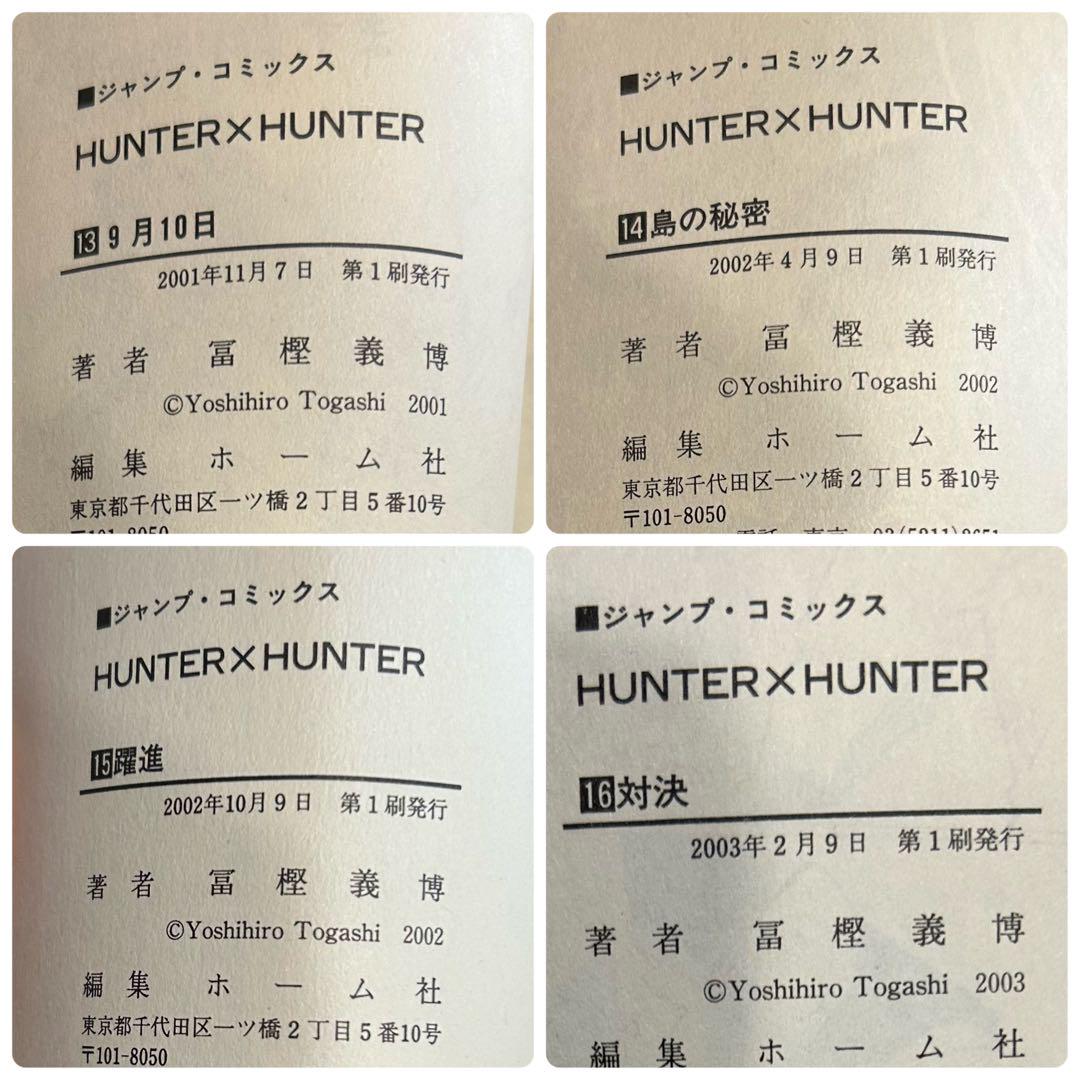 ■ジャンプ・コミックス
HUNTER×HUNTER
13 9月10日
2001年11月7日 第1刷発行
著者 冨樫義博
©Yoshihiro Togashi 2001
編集 ホーム社
東京都千代田区一ツ橋2丁目5番10号
〒101-8050
■ジャンプ・コミックス
HUNTER×HUNTER
14 島の秘密
2002年4月9日 第1刷発行
著者 冨樫義博
©Yoshihiro Togashi 2002
編集 ホーム社
東京都千代田区一ツ橋2丁目5番10号
〒101-8050
■ジャンプ・コミックス
HUNTER×HUNTER
15 躍進
2002年10月9日 第1刷発行
著者 冨樫義博
©Yoshihiro Togashi 2002
編集 ホーム社
東京都千代田区一ツ橋2丁目5番10号
〒101-8050
■ジャンプ・コミックス
HUNTER×HUNTER
16 対決
2003年2月9日 第1刷発行
著者 冨樫義博
©Yoshihiro Togashi 2003
編集 ホーム社